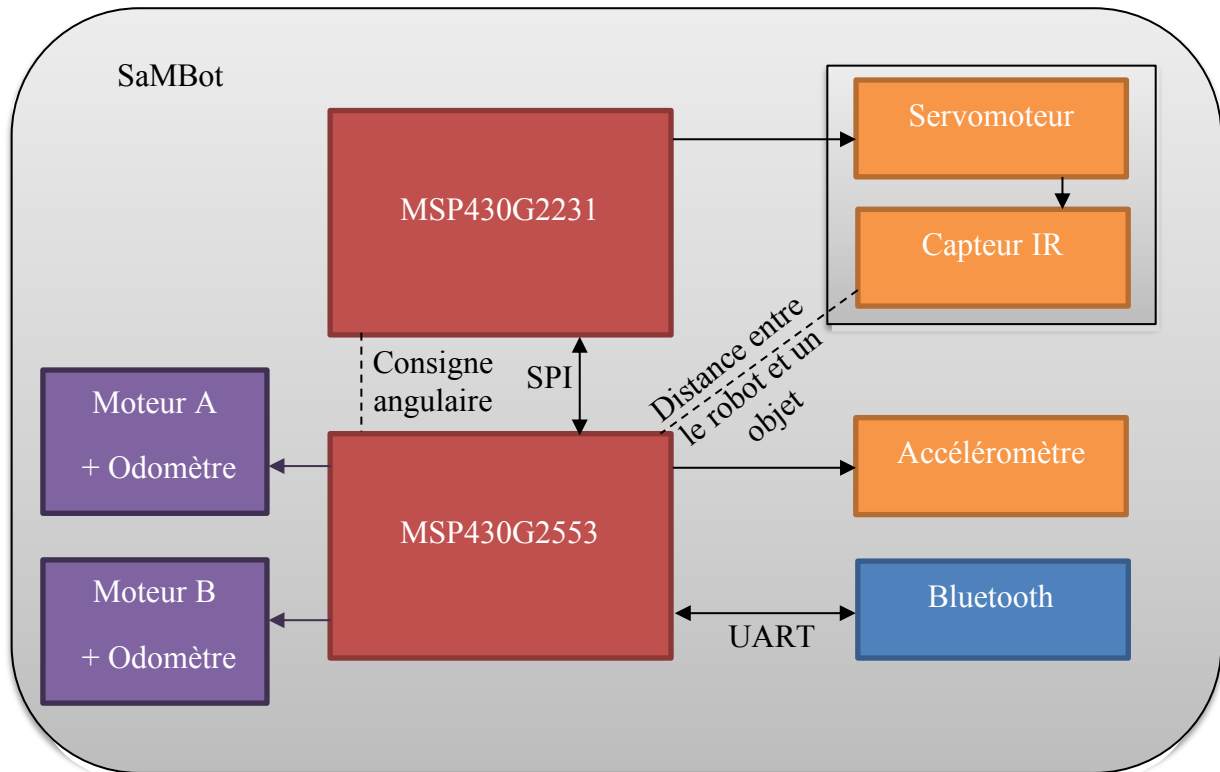 SaMBot
Servomoteur
MSP430G2231
Capteur IR
Consigne
angulaire
SPI
Distance entre
le robot et un
objet
Moteur A
+ Odomètre
Accéléromètre
MSP430G2553
Moteur B
+ Odomètre
Bluetooth
UART